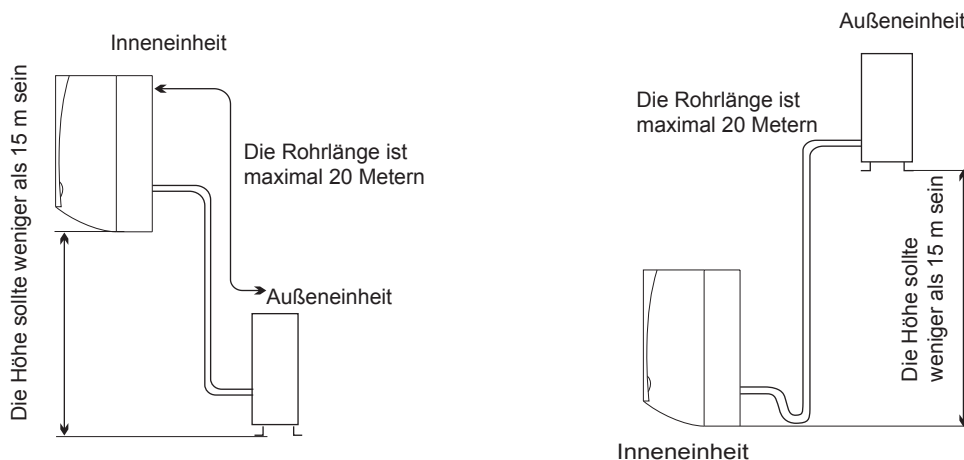 Inneneinheit
Die Höhe sollte weniger als 15 m sein
Die Rohrlänge ist
maximal 20 Metern
Außeneinheit
Außeneinheit
Die Rohrlänge ist
maximal 20 Metern
Die Höhe sollte
weniger als 15 m sein
Inneneinheit